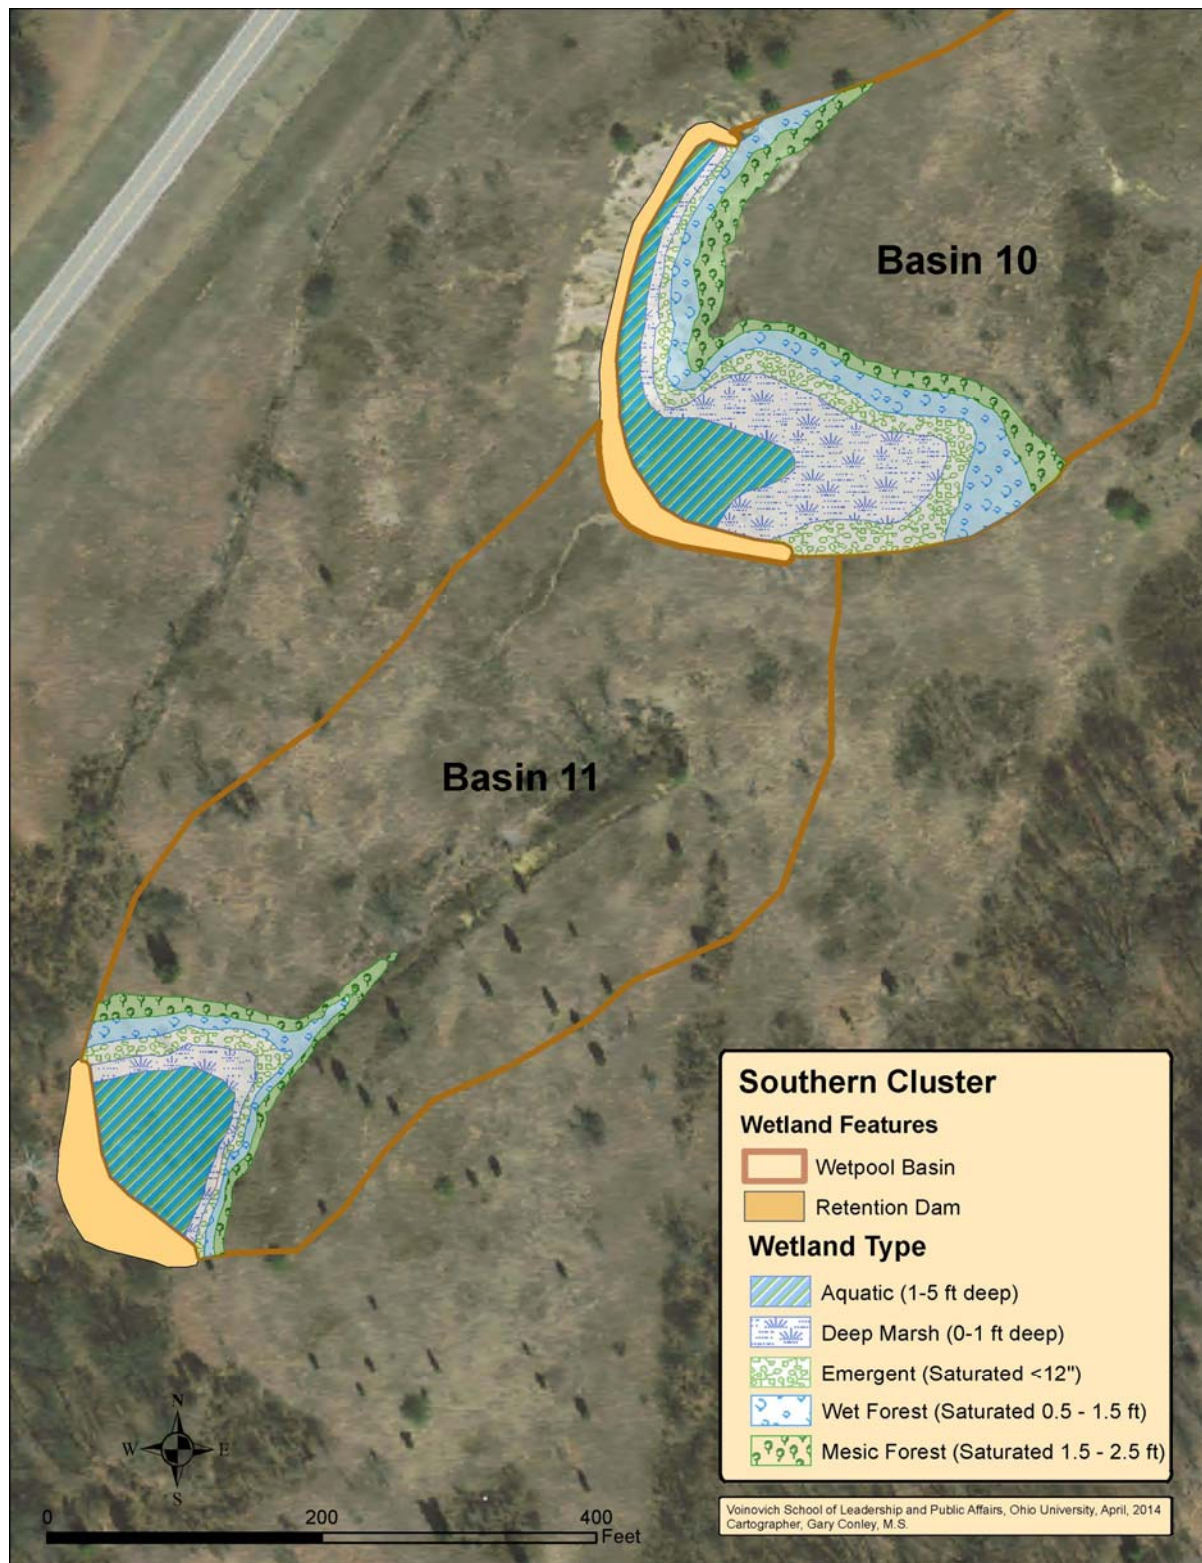 Basin 10
Basin 11
Southern Cluster
Wetland Features
Wetpool Basin
Retention Dam
Wetland Type
Aquatic (1-5 ft deep)
Deep Marsh (0-1 ft deep)
Emergent (Saturated <12")
Wet Forest (Saturated 0.5 - 1.5 ft)
Mesic Forest (Saturated 1.5 - 2.5 ft)
N
W E
S
0 200 400
Feet
Voinovich School of Leadership and Public Affairs, Ohio University, April, 2014
Cartographer, Gary Conley, M.S.